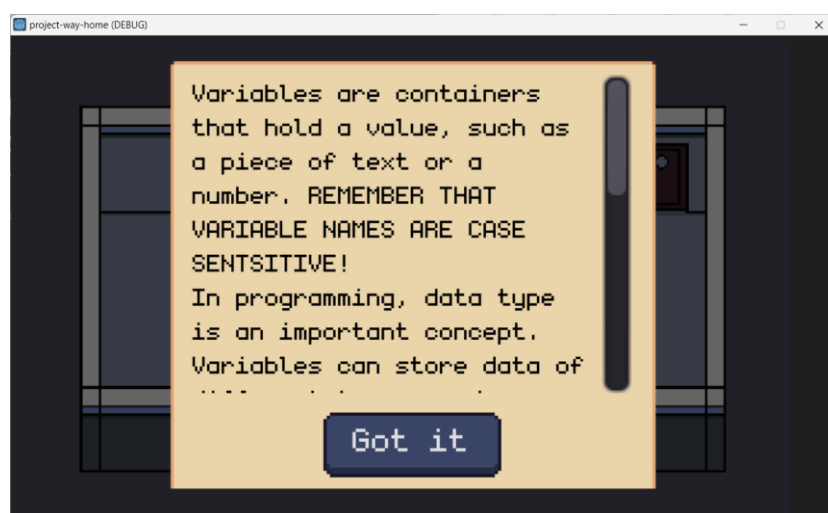 project-way-home (DEBUG)
Variables are containers
that hold a value, such as
a piece of text or a
number. REMEMBER THAT
VARIABLE NAMES ARE CASE
SENTSITIVE!
In programming, data type
is an important concept.
Variables can store data of
Got it